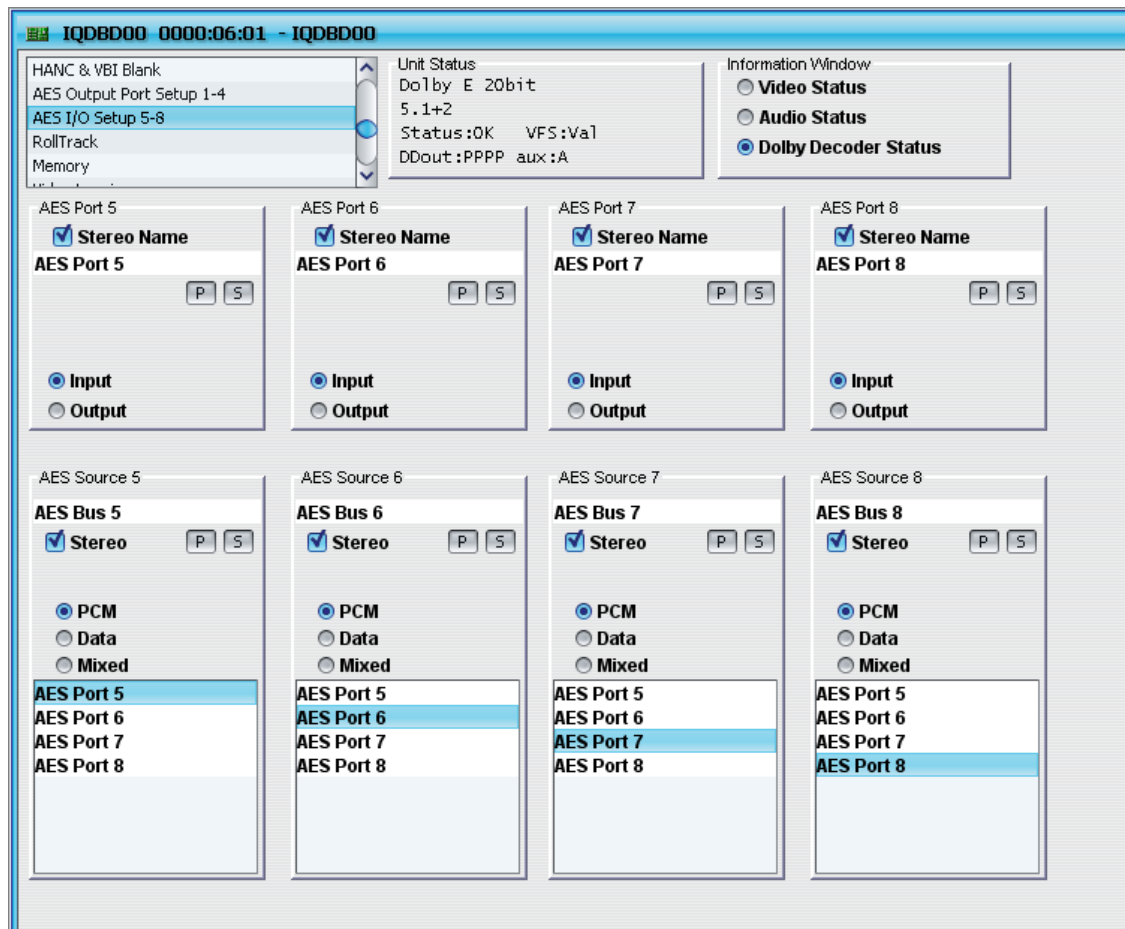 IQDBD00 0000:06:01 - IQDBD00
HANC & VBI Blank
AES Output Port Setup 1-4
AES I/O Setup 5-8
RollTrack
Memory
Unit Status
Dolby E 20bit
5.1+2
Status:OK VFS:Val
DDout:PPPP aux:A
Information Window
Video Status
Audio Status
Dolby Decoder Status
AES Port 5
Stereo Name
AES Port 5
P S
Input
Output
AES Port 6
Stereo Name
AES Port 6
P S
Input
Output
AES Port 7
Stereo Name
AES Port 7
P S
Input
Output
AES Port 8
Stereo Name
AES Port 8
P S
Input
Output
AES Source 5
AES Bus 5
Stereo P S
PCM
Data
Mixed
AES Port 5
AES Port 6
AES Port 7
AES Port 8
AES Source 6
AES Bus 6
Stereo P S
PCM
Data
Mixed
AES Port 5
AES Port 6
AES Port 7
AES Port 8
AES Source 7
AES Bus 7
Stereo P S
PCM
Data
Mixed
AES Port 5
AES Port 6
AES Port 7
AES Port 8
AES Source 8
AES Bus 8
Stereo P S
PCM
Data
Mixed
AES Port 5
AES Port 6
AES Port 7
AES Port 8